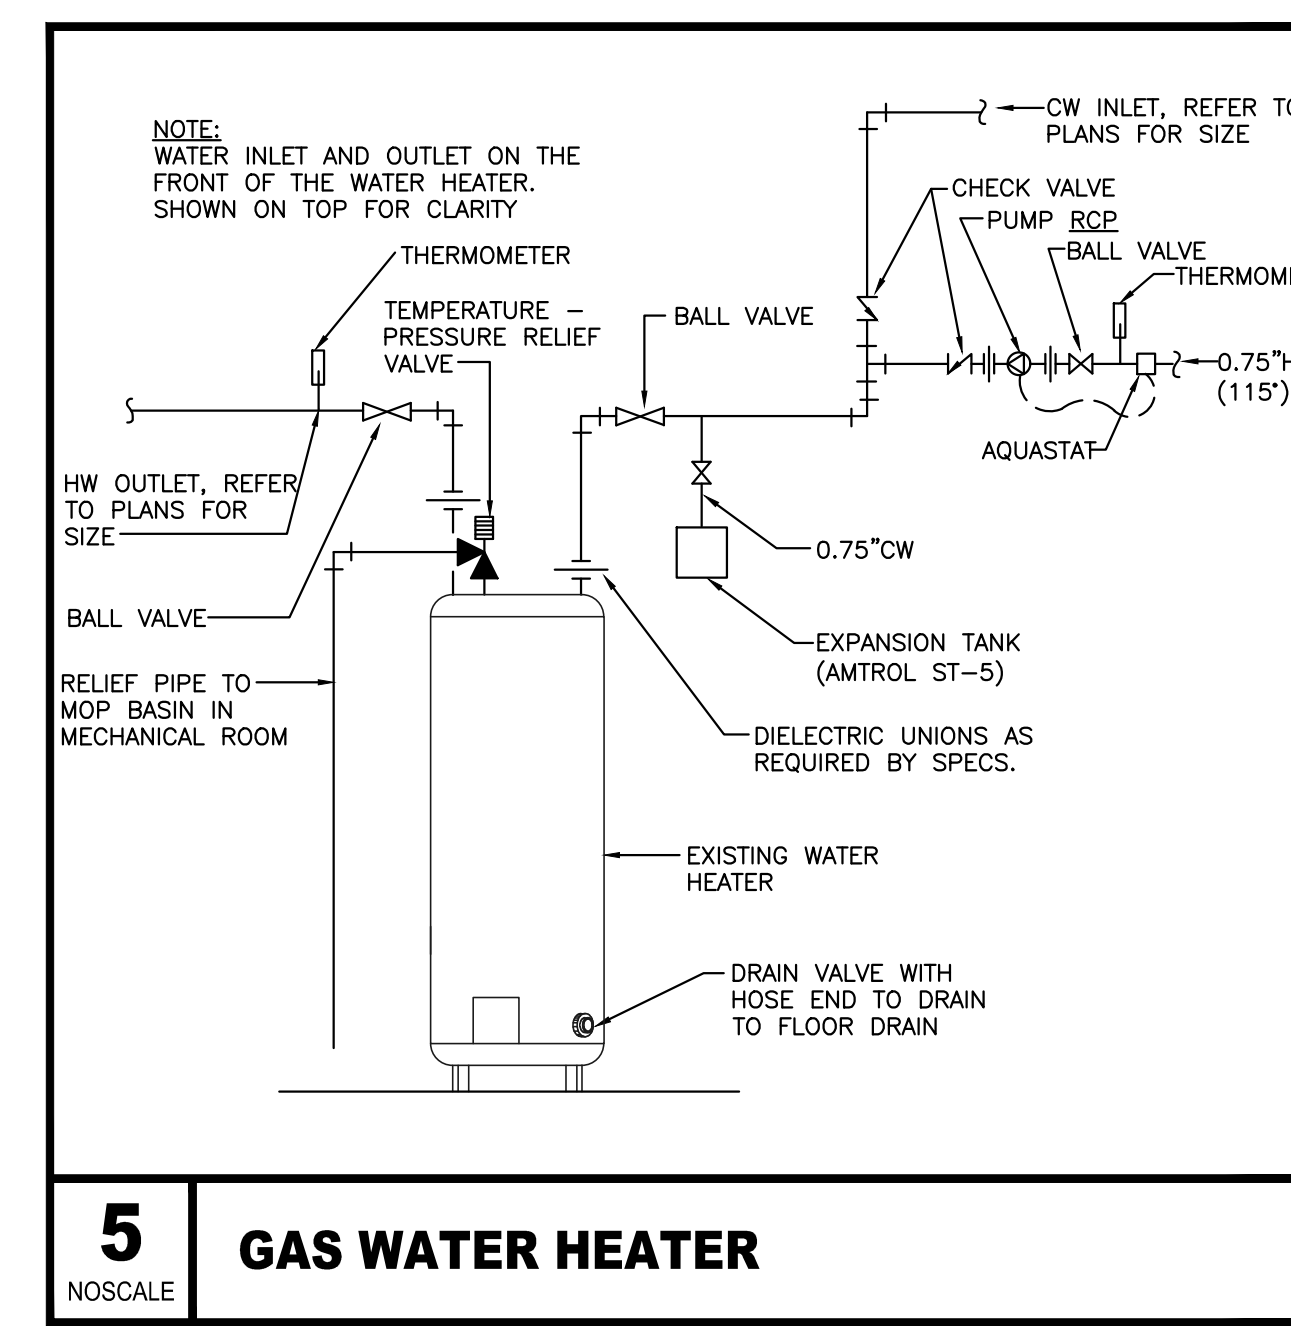 NOTE:
WATER INLET AND OUTLET ON THE
FRONT OF THE WATER HEATER.
SHOWN ON TOP FOR CLARITY
CW INLET, REFER TO
PLANS FOR SIZE
CHECK VALVE
PUMP RCP
BALL VALVE
THERMOMETER
TEMPERATURE –
PRESSURE RELIEF
VALVE
BALL VALVE
0.75"
(115°)
AQUASTAT
HW OUTLET, REFER
TO PLANS FOR
SIZE
0.75"CW
BALL VALVE
EXPANSION TANK
(AMTROL ST–5)
RELIEF PIPE TO
MOP BASIN IN
MECHANICAL ROOM
DIELECTRIC UNIONS AS
REQUIRED BY SPECS.
EXISTING WATER
HEATER
DRAIN VALVE WITH
HOSE END TO DRAIN
TO FLOOR DRAIN
5
NOSCALE
GAS WATER HEATER